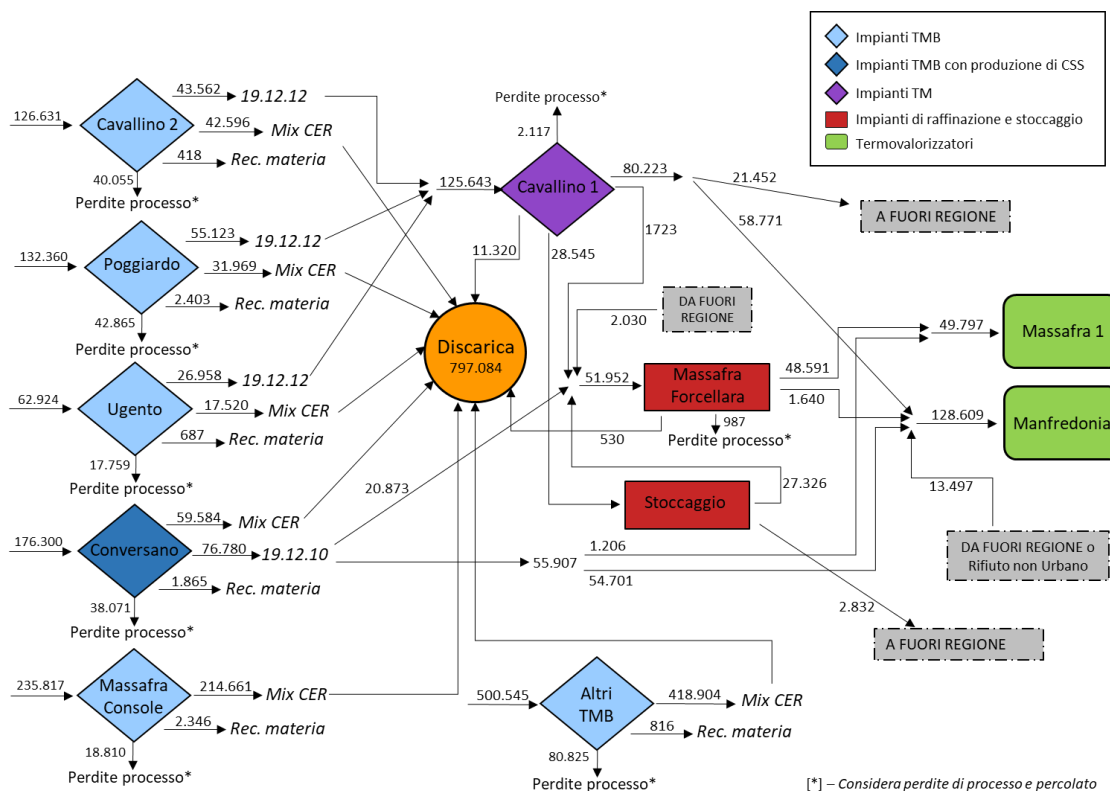 Impianti TMB
Impianti TMB con produzione di CSS
Impianti TM
Impianti di raffinazione e stoccaggio
Termovalorizzatori
126.631
Cavallino 2
43.562
19.12.12
42.596
Mix CER
418
Rec. materia
40.055
Perdite processo*
132.360
Poggiardo
55.123
19.12.12
31.969
Mix CER
2.403
Rec. materia
42.865
Perdite processo*
62.924
Ugento
26.958
19.12.12
17.520
Mix CER
687
Rec. materia
17.759
Perdite processo*
176.300
Conversano
59.584
Mix CER
76.780
19.12.10
1.865
Rec. materia
38.071
Perdite processo*
235.817
Massafra
Console
214.661
Mix CER
2.346
Rec. materia
18.810
Perdite processo*
Perdite processo*
2.117
125.643
Cavallino 1
80.223
21.452
A FUORI REGIONE
58.771
1723
11.320
28.545
DA FUORI
REGIONE
2.030
Discarica
797.084
51.952
Massafra
Forcellara
48.591
1.640
987
530
Perdite processo*
49.797
Massafra 1
128.609
Manfredonia
20.873
Stoccaggio
27.326
13.497
DA FUORI REGIONE o
Rifiuto non Urbano
55.907
1.206
54.701
2.832
A FUORI REGIONE
500.545
Altri
TMB
418.904
Mix CER
816
Rec. materia
80.825
Perdite processo*
[*] – Considera perdite di processo e percolato